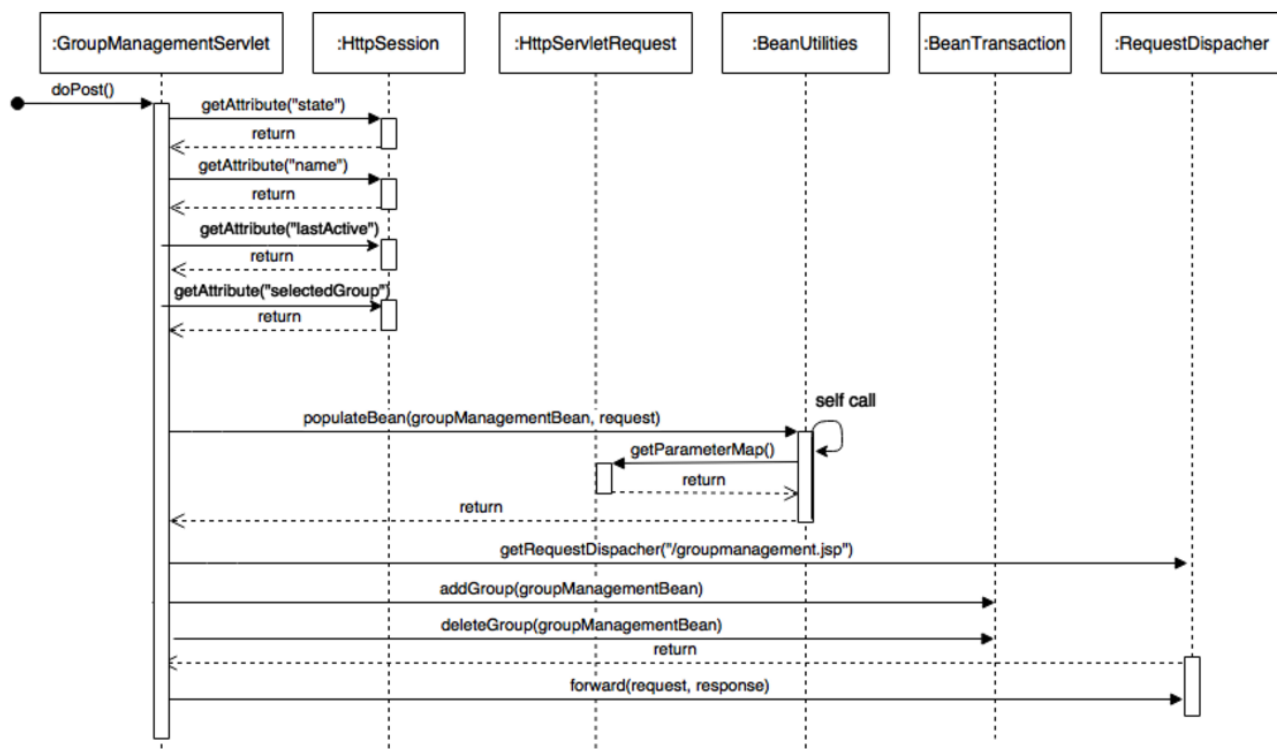 :GroupManagementServlet
:HttpSession
:HttpServletRequest
:BeanUtilities
:BeanTransaction
:RequestDispacher
doPost()
getAttribute("state")
return
getAttribute("name")
return
getAttribute("lastActive")
return
getAttribute("selectedGroup")
return
self call
populateBean(groupManagementBean, request)
getParameterMap()
return
return
getRequestDispacher("/groupmanagement.jsp")
addGroup(groupManagementBean)
deleteGroup(groupManagementBean)
return
forward(request, response)